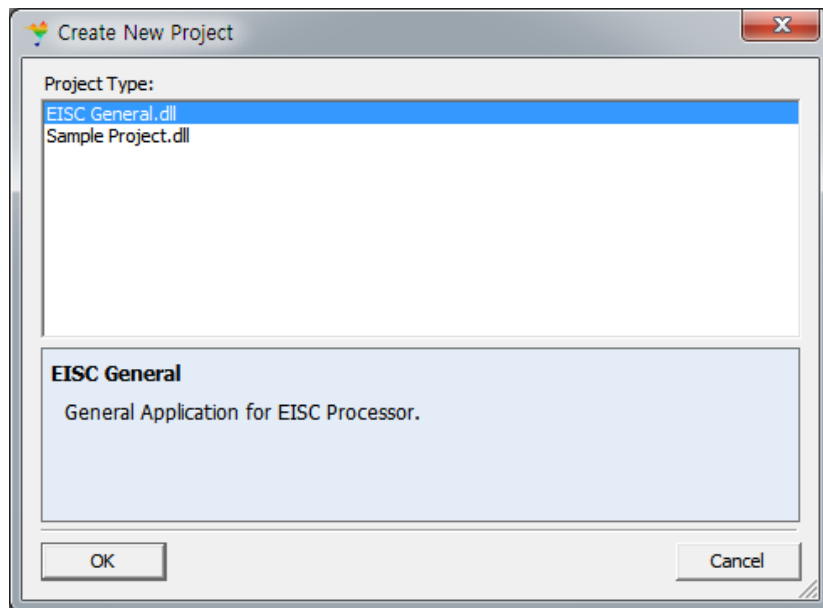 Create New Project
Project Type:
EISC General.dll
Sample Project.dll
EISC General
General Application for EISC Processor.
OK
Cancel